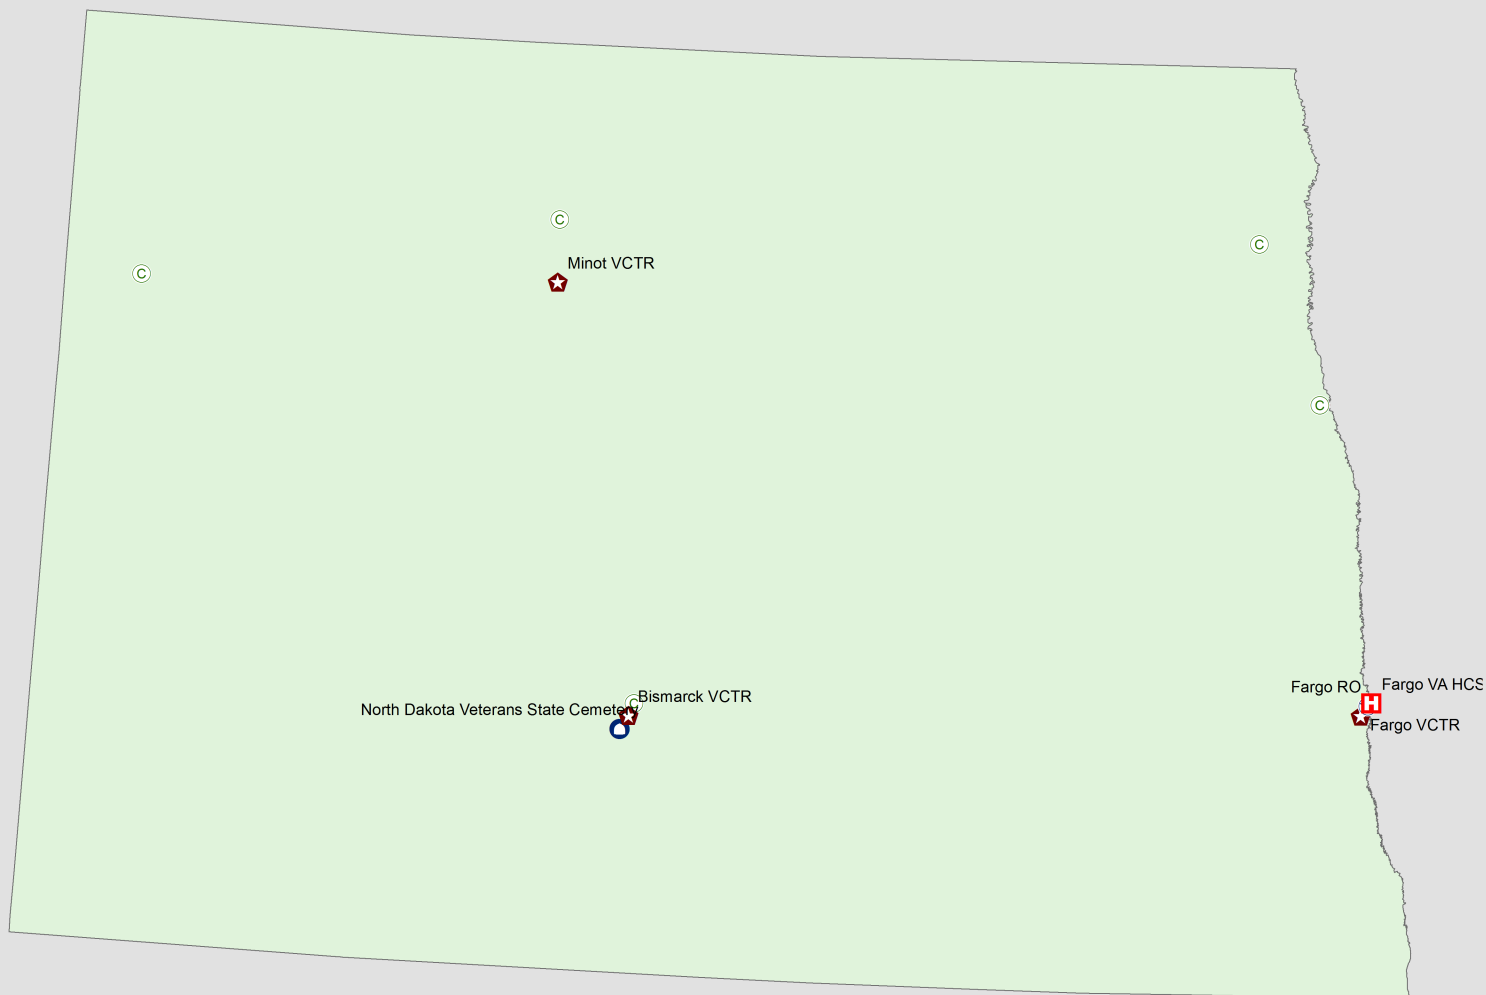 C
C
C
Minot VCTR
C
Fargo VA HCS
Fargo RO
H
C
Bismarck VCTR
North Dakota Veterans State Cemetery
Fargo VCTR